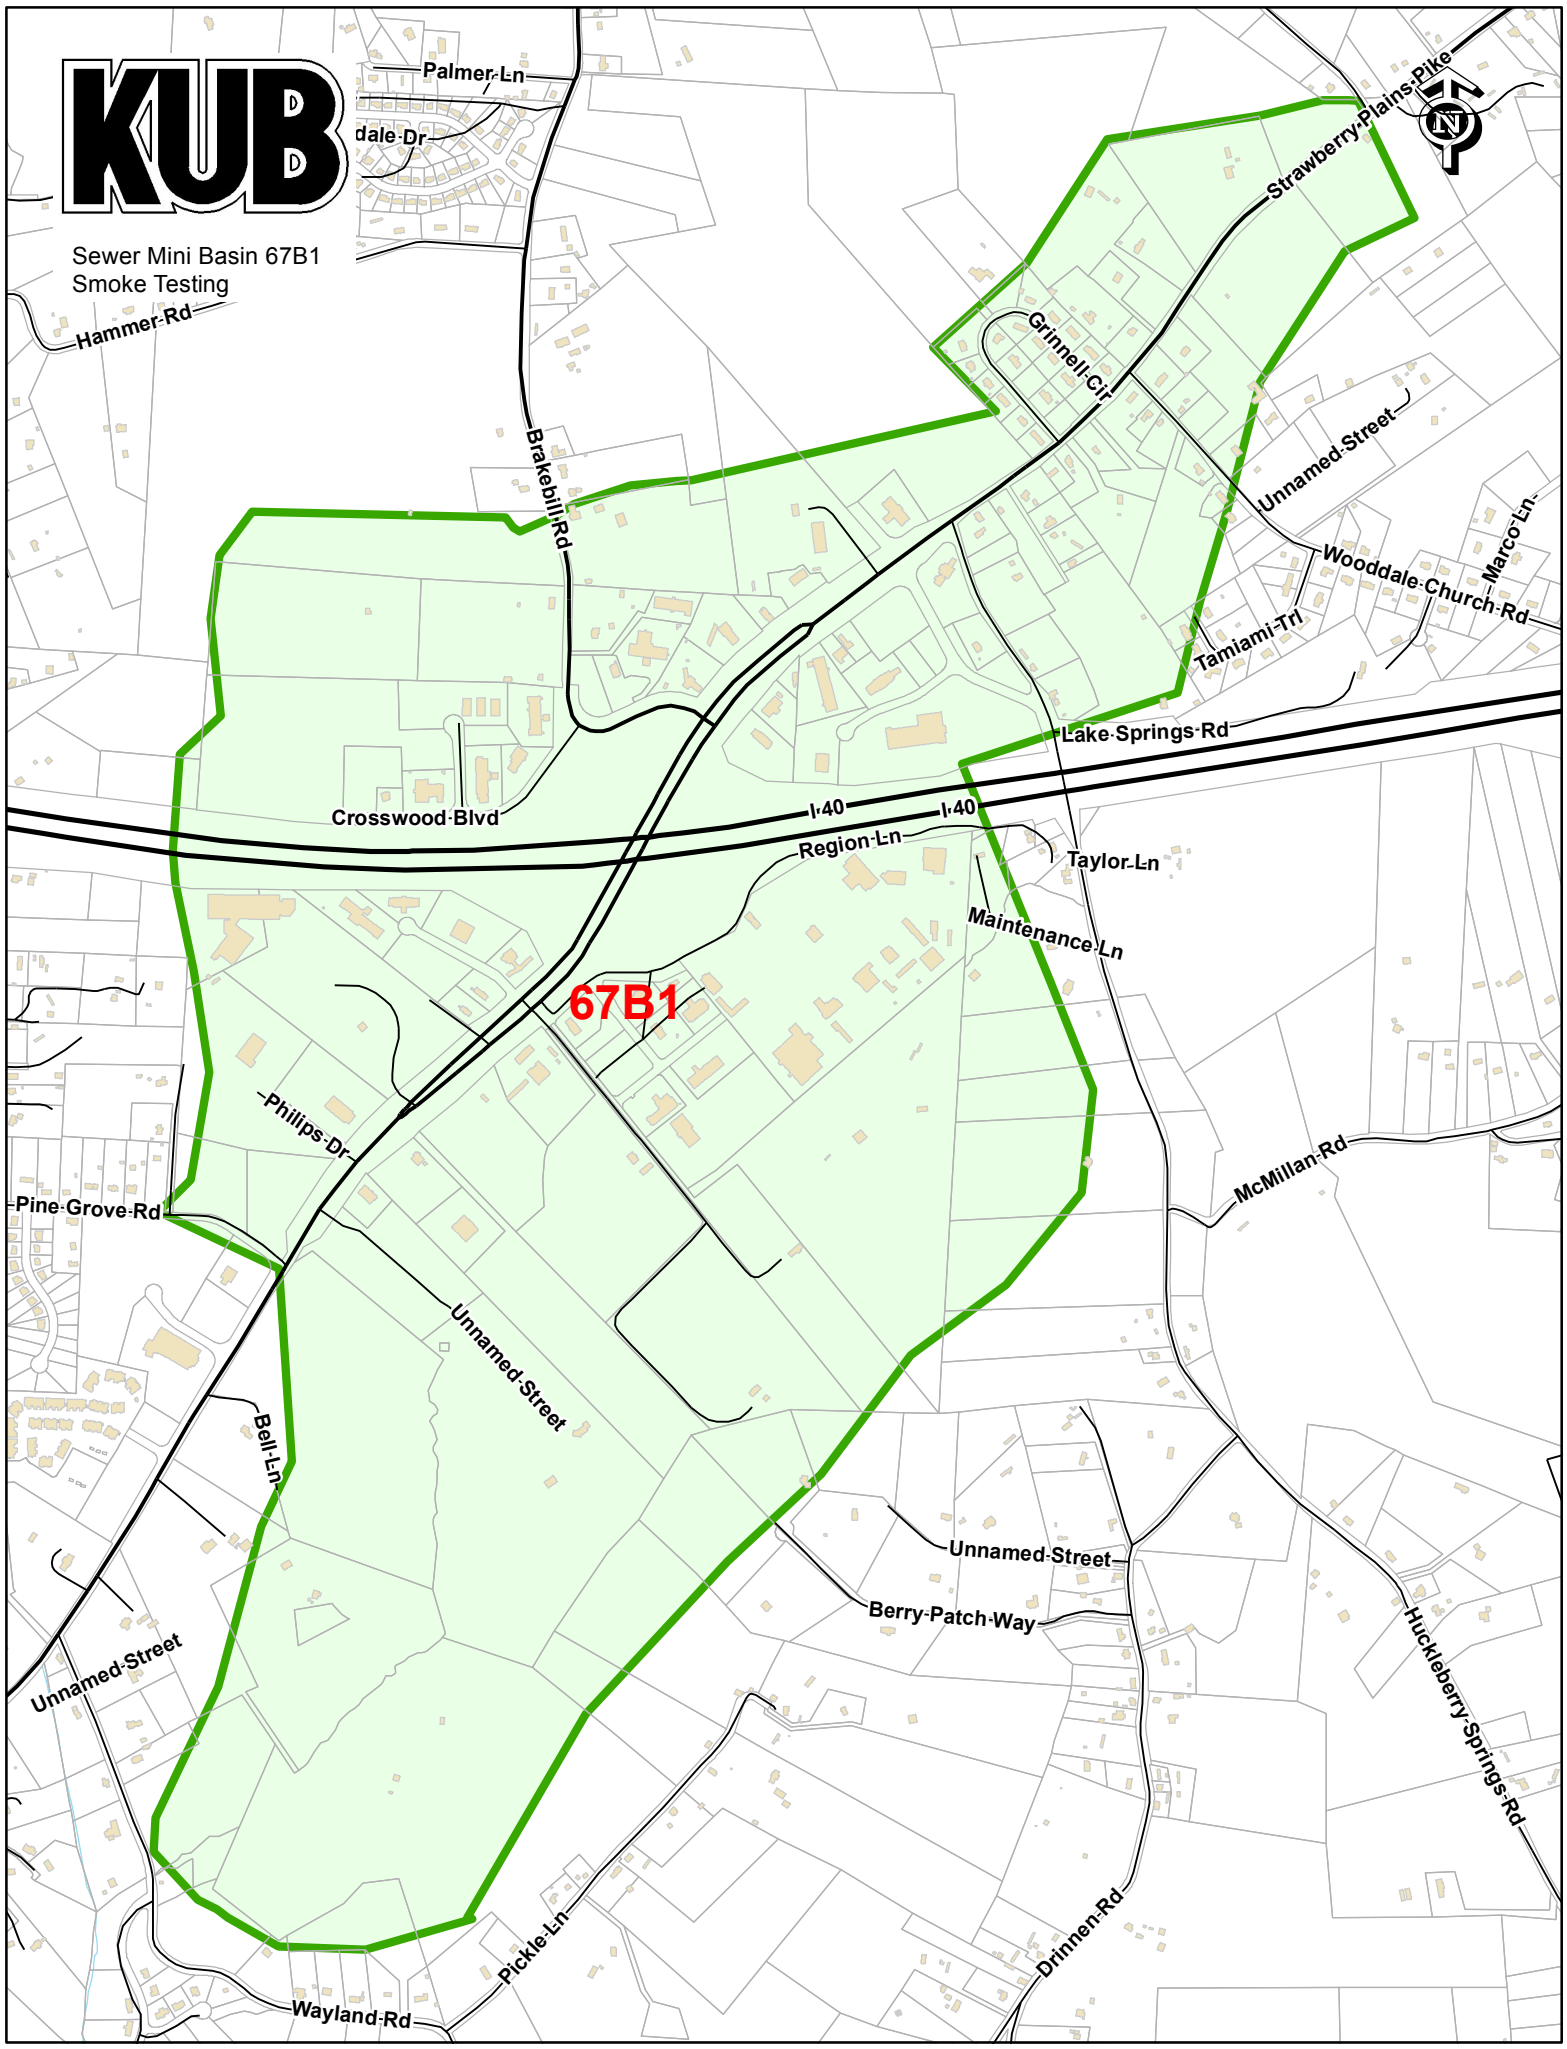 KUB
Sewer Mini Basin 67B1
Smoke Testing
Palmer Ln
dale Dr
Strawberry Plains Pike
N
Hammer Rd
Grinnell Cir
Brakebill Rd
Unnamed Street
Marco Ln
Wooddale Church Rd
Tamiami Trl
Lake Springs Rd
Crosswood Blvd
I 40
I 40
Region Ln
Taylor Ln
Maintenance Ln
67B1
Philips Dr
McMillan Rd
Pine Grove Rd
Unnamed Street
Bell Ln
Unnamed Street
Berry Patch Way
Huckleberry Springs Rd
Unnamed Street
Pickle Ln
Drinnen Rd
Wayland Rd